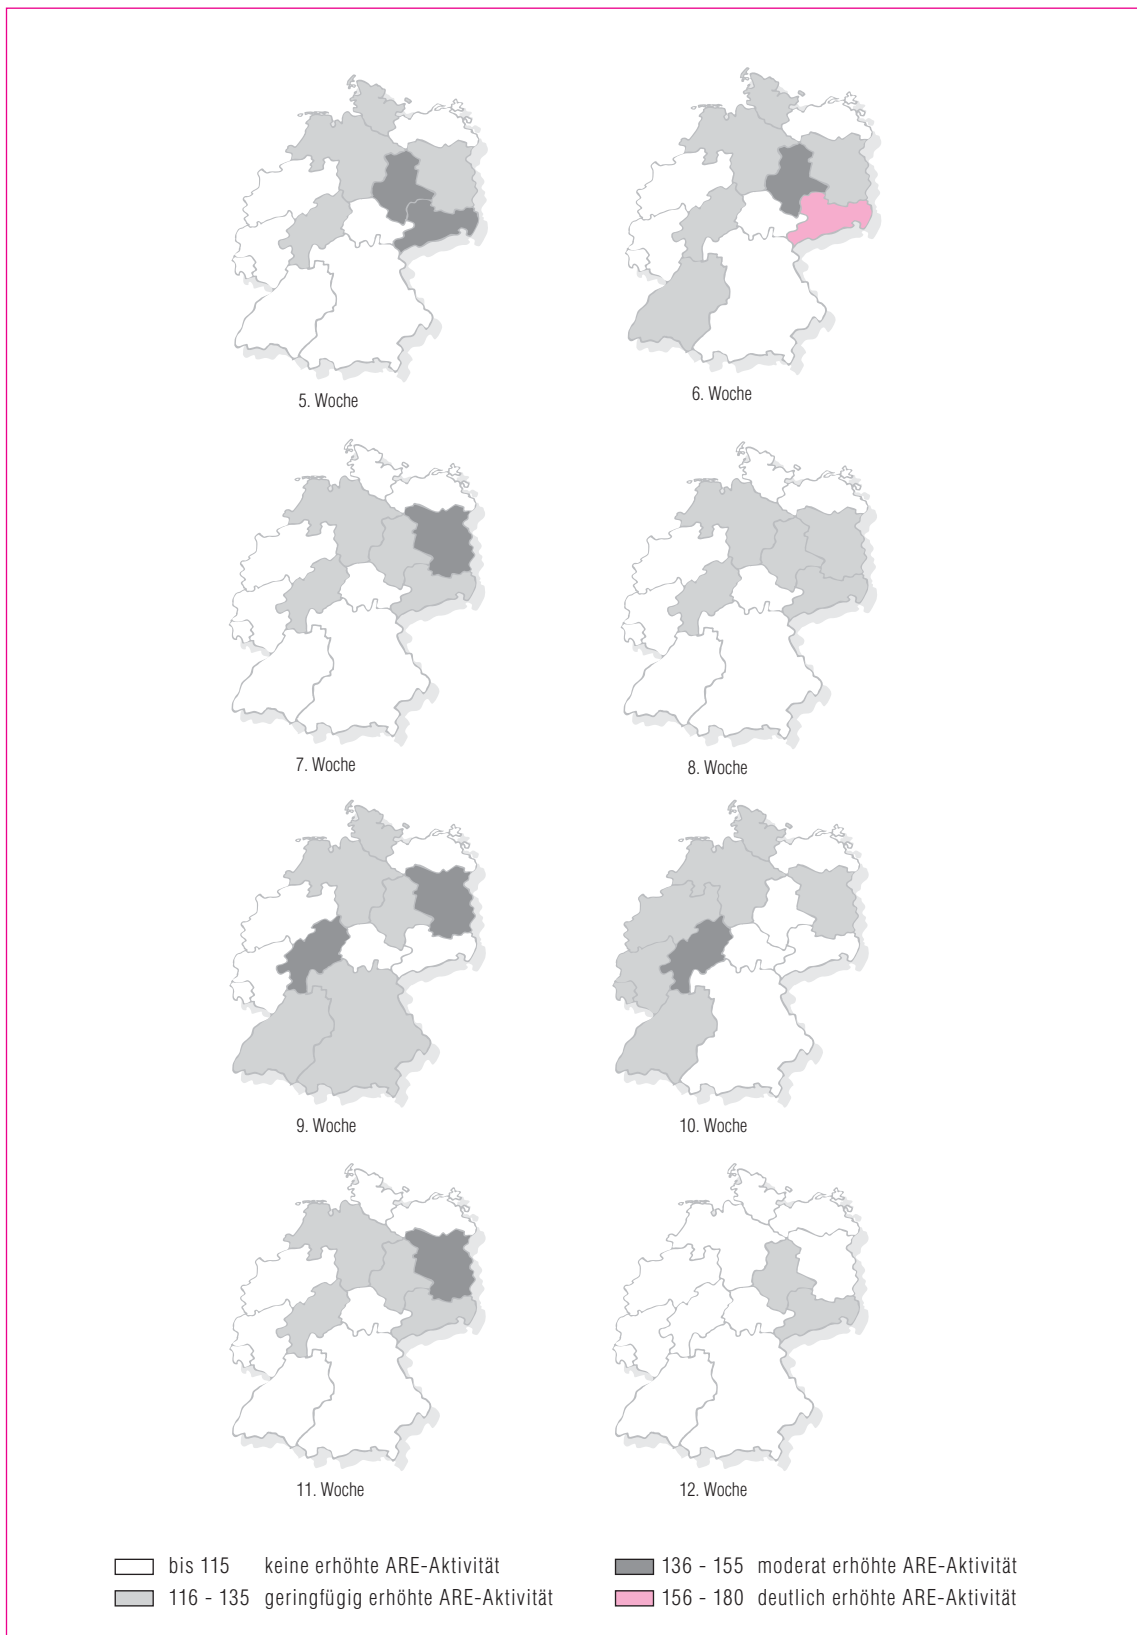 5. Woche
6. Woche
7. Woche
8. Woche
9. Woche
10. Woche
11. Woche
12. Woche
bis 115 keine erhöhte ARE-Aktivität
136 - 155 moderat erhöhte ARE-Aktivität
116 - 135 geringfügig erhöhte ARE-Aktivität
156 - 180 deutlich erhöhte ARE-Aktivität